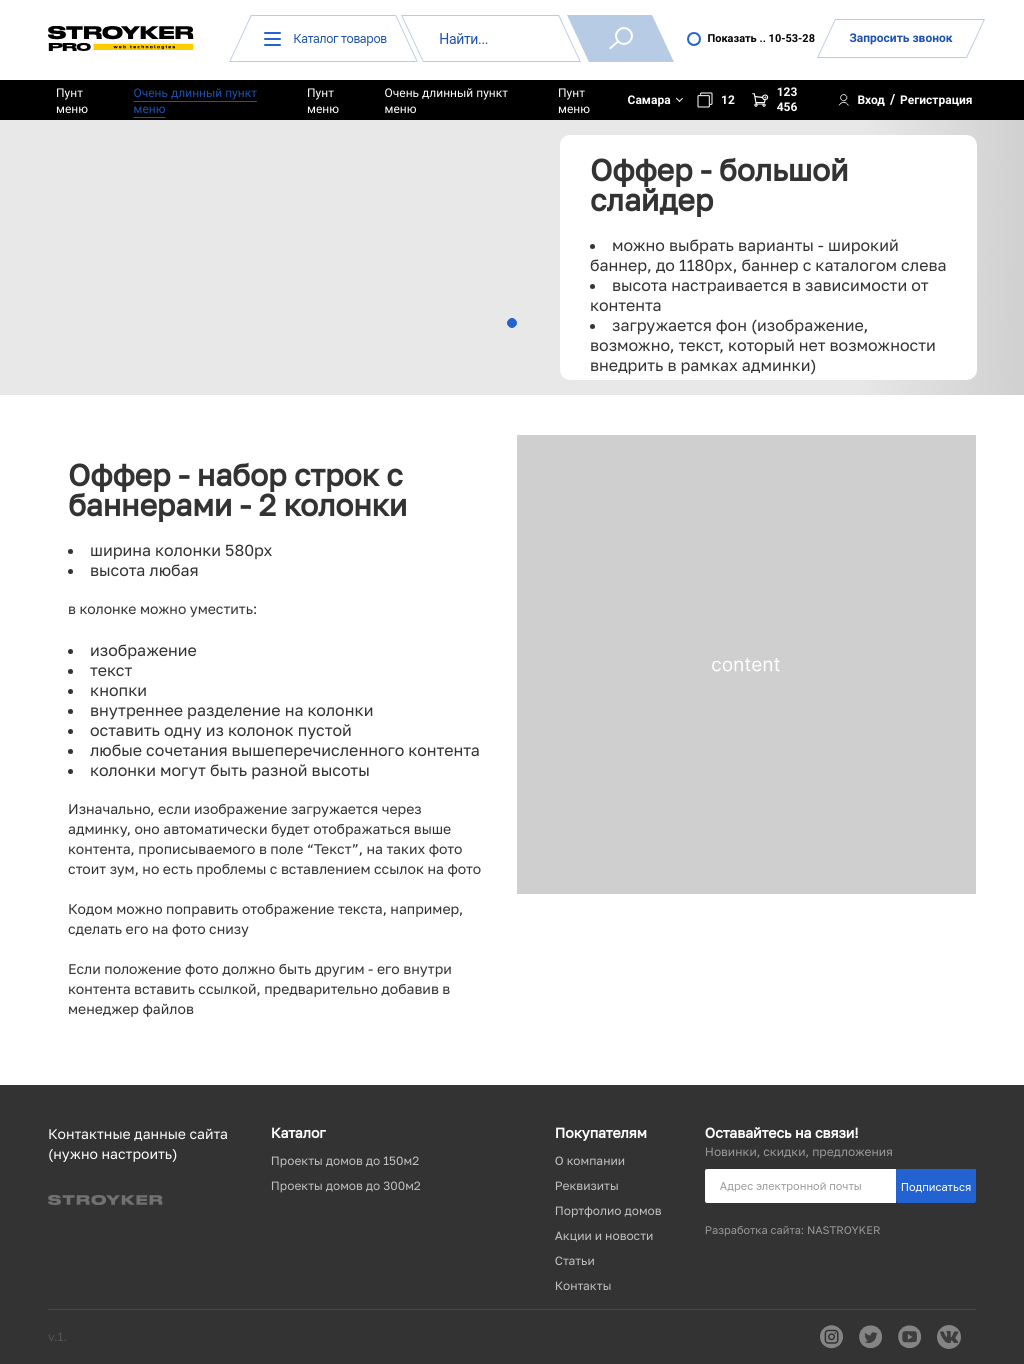 STROYKER
PRO web technologies
Каталог товаров
Найти...
Показать .. 10-53-28
Запросить звонок
Пунт меню
Очень длинный пункт меню
Пунт меню
Очень длинный пункт меню
Пунт меню
Самара
12
123 456
Вход / Регистрация
Оффер - большой
слайдер
• можно выбрать варианты - широкий
баннер, до 1180px, баннер с каталогом слева
• высота настраивается в зависимости от
контента
• загружается фон (изображение,
возможно, текст, который нет возможности
внедрить в рамках админки)
Оффер - набор строк с
баннерами - 2 колонки
• ширина колонки 580px
• высота любая
в колонке можно уместить:
• изображение
• текст
• кнопки
• внутреннее разделение на колонки
• оставить одну из колонок пустой
• любые сочетания вышеперечисленного контента
• колонки могут быть разной высоты
Изначально, если изображение загружается через
админку, оно автоматически будет отображаться выше
контента, прописываемого в поле “Текст”, на таких фото
стоит зум, но есть проблемы с вставлением ссылок на фото
Кодом можно поправить отображение текста, например,
сделать его на фото снизу
Если положение фото должно быть другим - его внутри
контента вставить ссылкой, предварительно добавив в
менеджер файлов
content
Контактные данные сайта
(нужно настроить)
STROYKER
Каталог
Проекты домов до 150м2
Проекты домов до 300м2
Покупателям
О компании
Реквизиты
Портфолио домов
Акции и новости
Статьи
Контакты
Оставайтесь на связи!
Новинки, скидки, предложения
Адрес электронной почты
Подписаться
Разработка сайта: NASTROYKER
v.1.